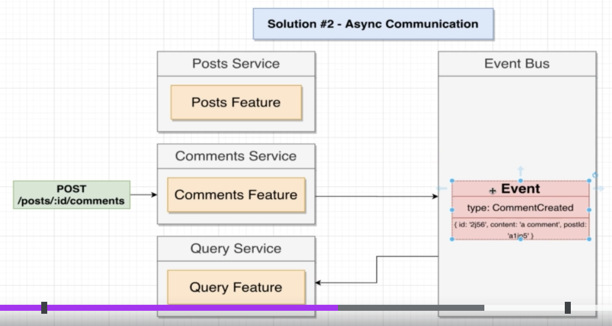 Solution #2 - Async Communication
Posts Service
Posts Feature
Event Bus
Comments Service
POST
/posts/:id/comments
Comments Feature
Event
type: CommentCreated
{ id: '2j56', content: 'a comment', postId:
Query Service
Query Feature